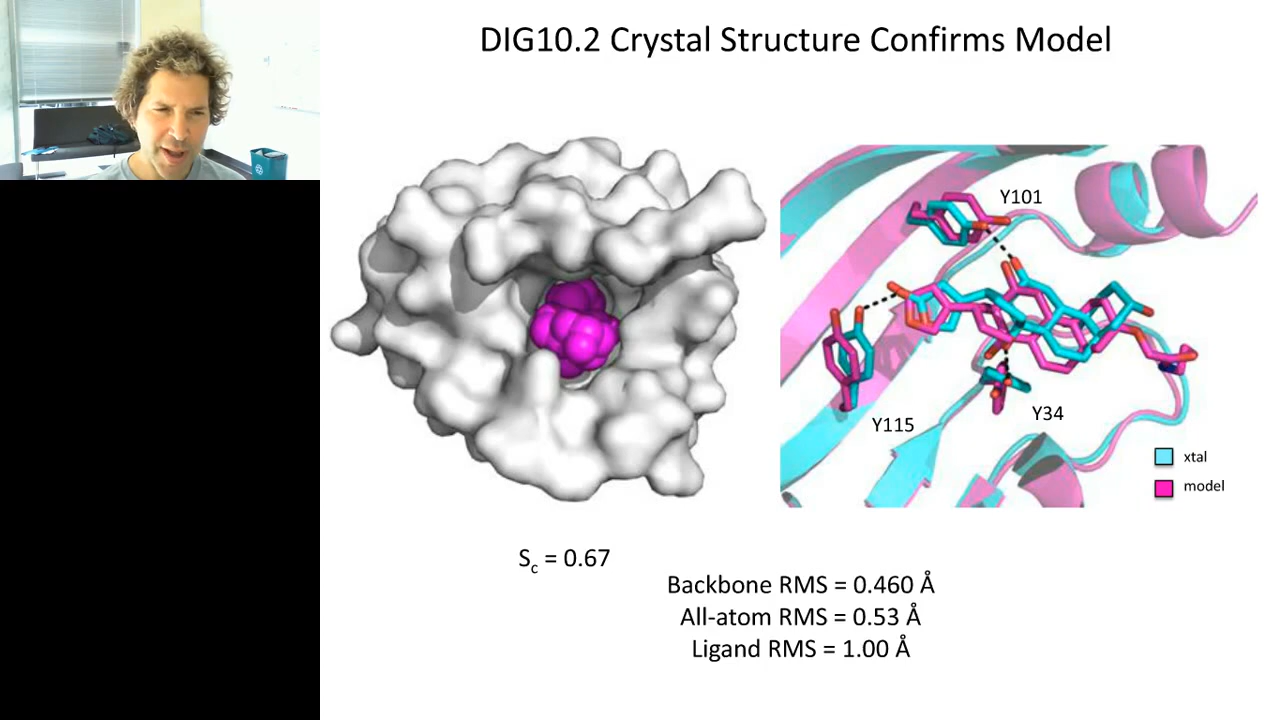 DIG10.2 Crystal Structure Confirms Model
Y101
Y115
Y34
xtal
model
Sc = 0.67
Backbone RMS = 0.460 Å
All-atom RMS = 0.53 Å
Ligand RMS = 1.00 Å